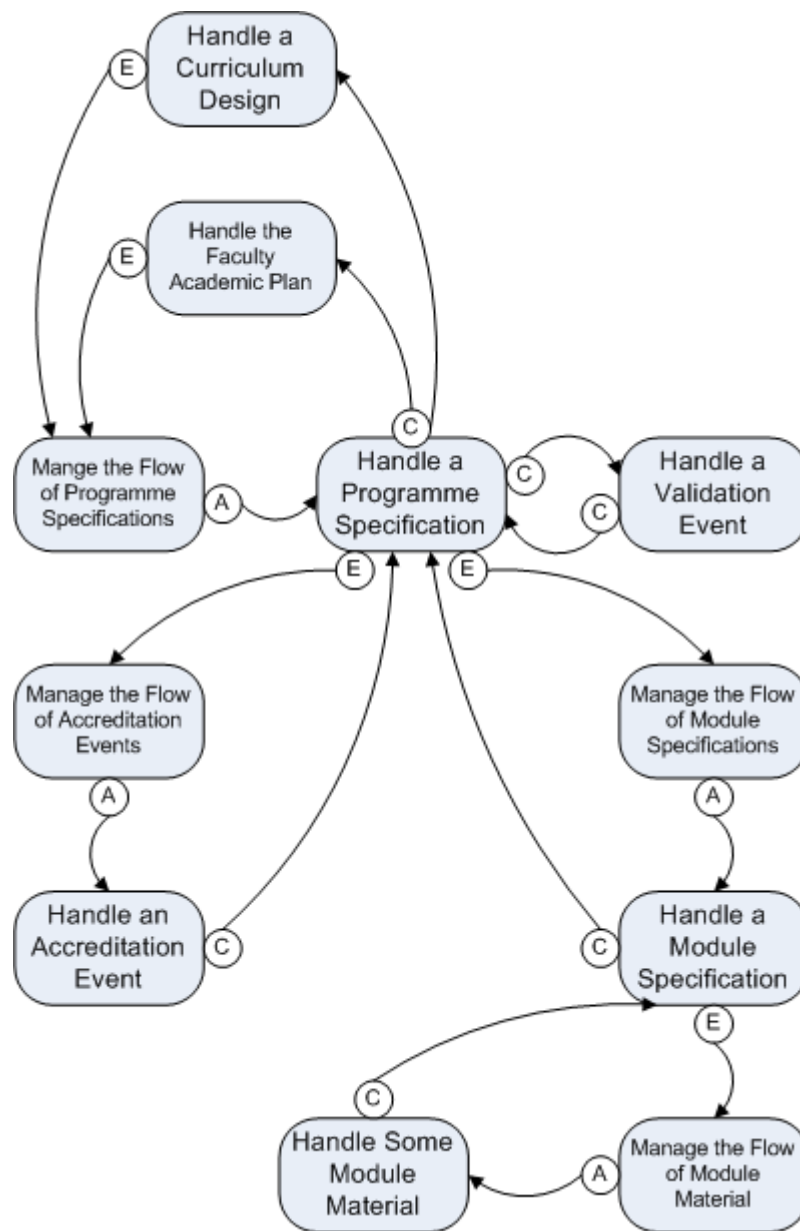 Handle a
Curriculum
Design
E
Handle the
Faculty
Academic Plan
E
C
Mange the Flow
of Programme
Specifications
A
Handle a
Programme
Specification
C
C
Handle a
Validation
Event
E
E
Manage the Flow
of Accreditation
Events
Manage the Flow
of Module
Specifications
A
A
Handle an
Accreditation
Event
C
C
Handle a
Module
Specification
E
C
Handle Some
Module
Material
A
Manage the Flow
of Module
Material